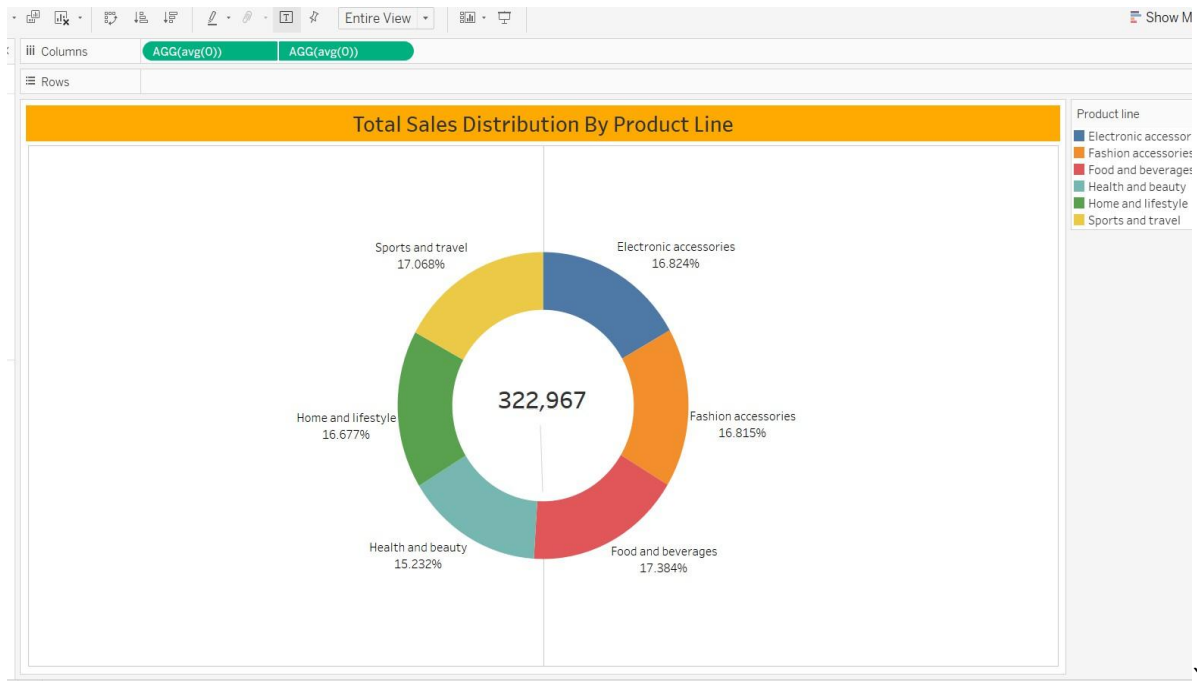 Entire View
Show M
Columns
AGG(avg(0))
AGG(avg(0))
Rows
Total Sales Distribution By Product Line
Product line
Electronic accessor
Fashion accessories
Food and beverages
Health and beauty
Home and lifestyle
Sports and travel
Sports and travel
17.068%
Electronic accessories
16.824%
322,967
Home and lifestyle
16.677%
Fashion accessories
16.815%
Health and beauty
15.232%
Food and beverages
17.384%